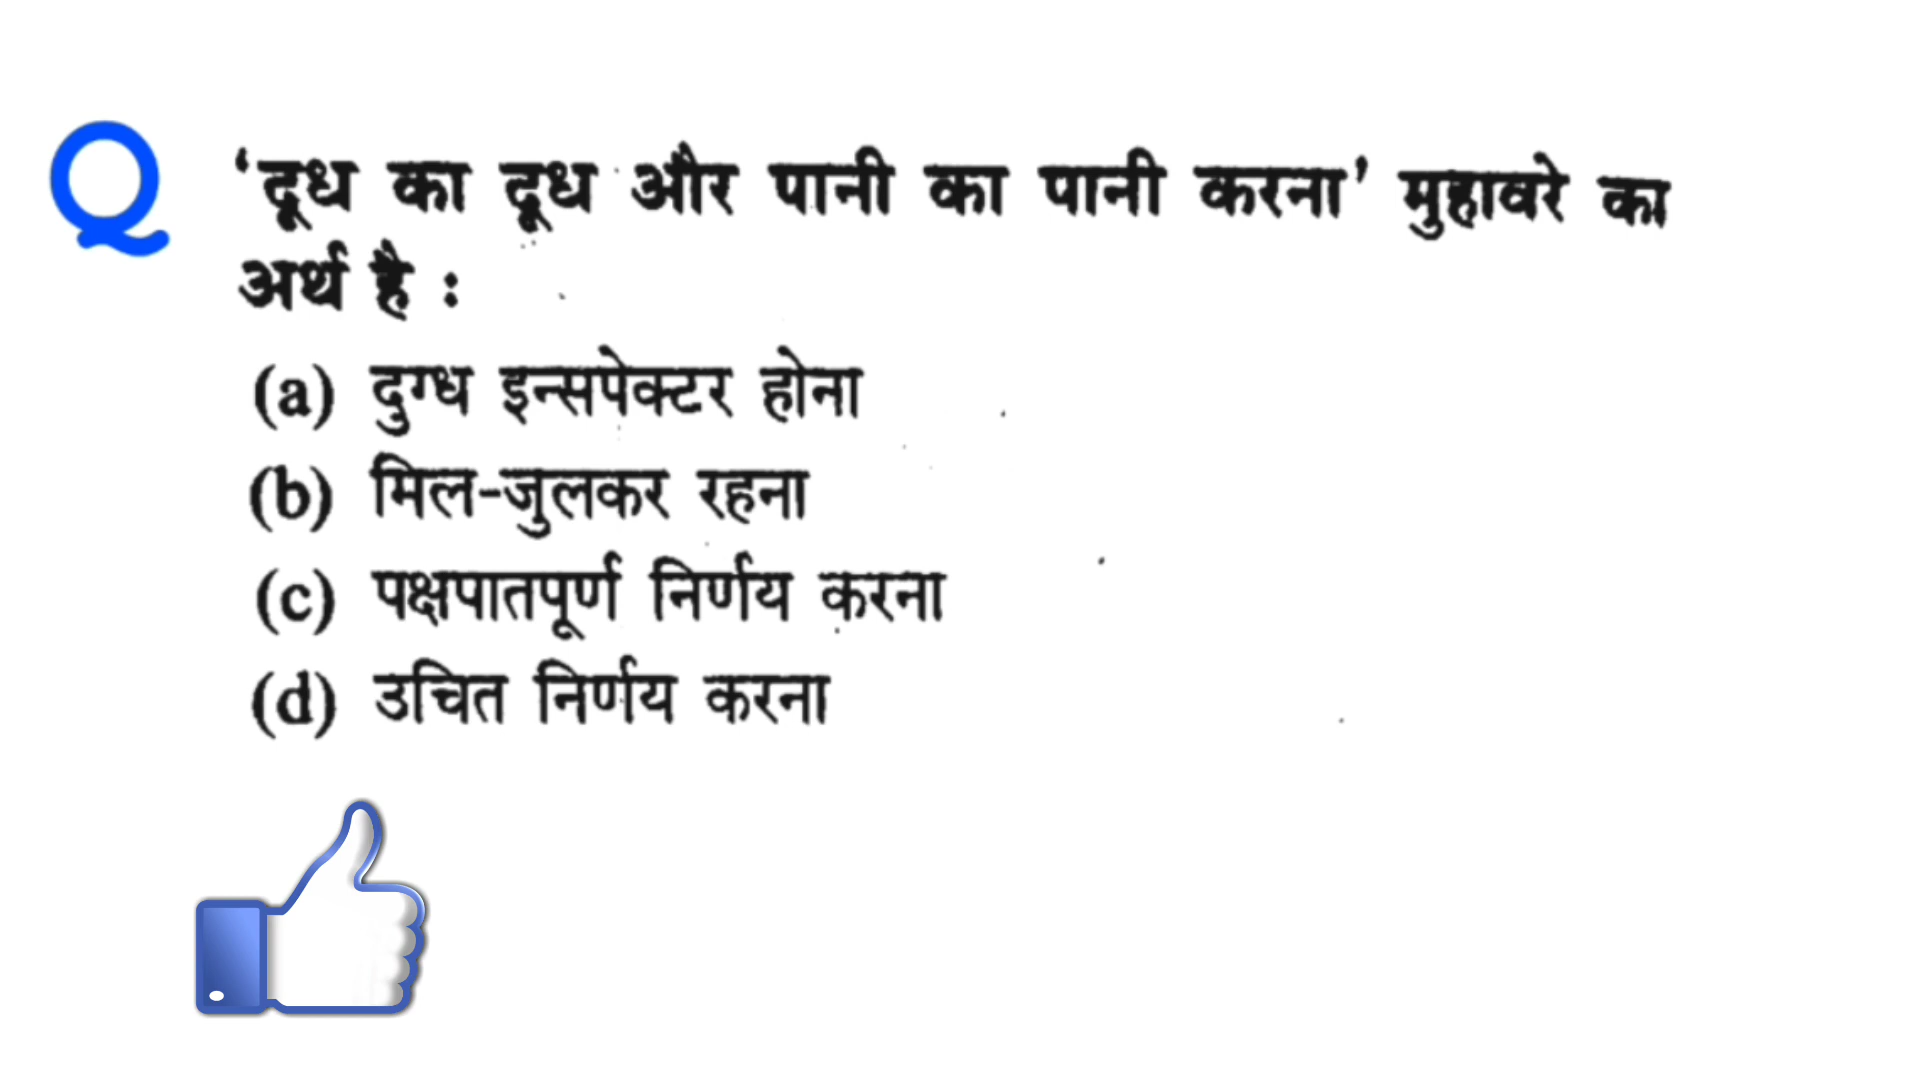 Q 'दूध का दूध और पानी का पानी करना' मुहावरे का
अर्थ है :
(a) दुग्ध इन्सपेक्टर होना
(b) मिल-जुलकर रहना
(c) पक्षपातपूर्ण निर्णय करना
(d) उचित निर्णय करना